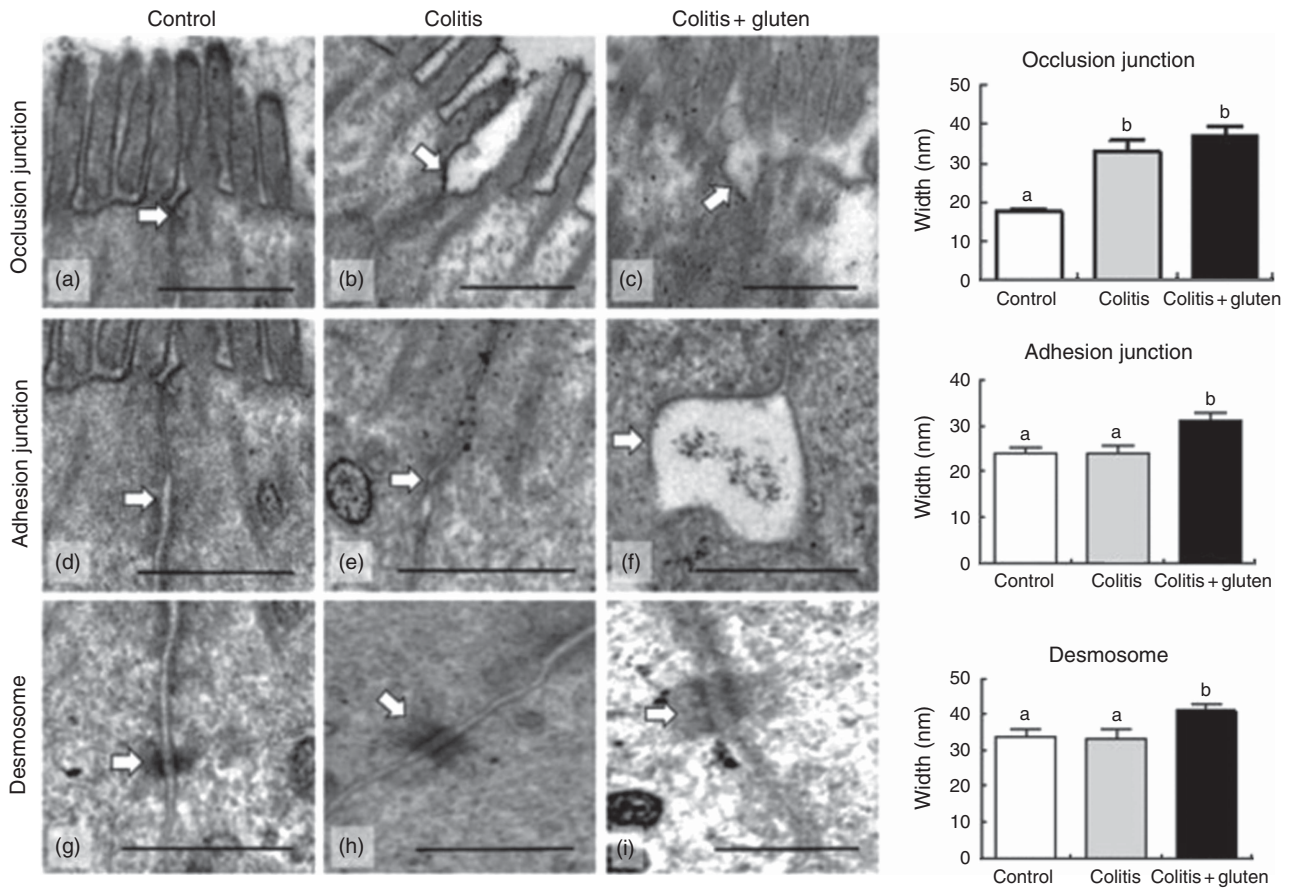 Control Colitis Colitis + gluten
Occlusion junction
(a) (b) (c)
Adhesion junction
(d) (e) (f)
Desmosome
(g) (h) (i)
Occlusion junction
Width (nm)
50
40
30
20
10
0
a b b
Control Colitis Colitis + gluten
Adhesion junction
Width (nm)
40
30
20
10
0
a a b
Control Colitis Colitis + gluten
Desmosome
Width (nm)
50
40
30
20
10
0
a a b
Control Colitis Colitis + gluten